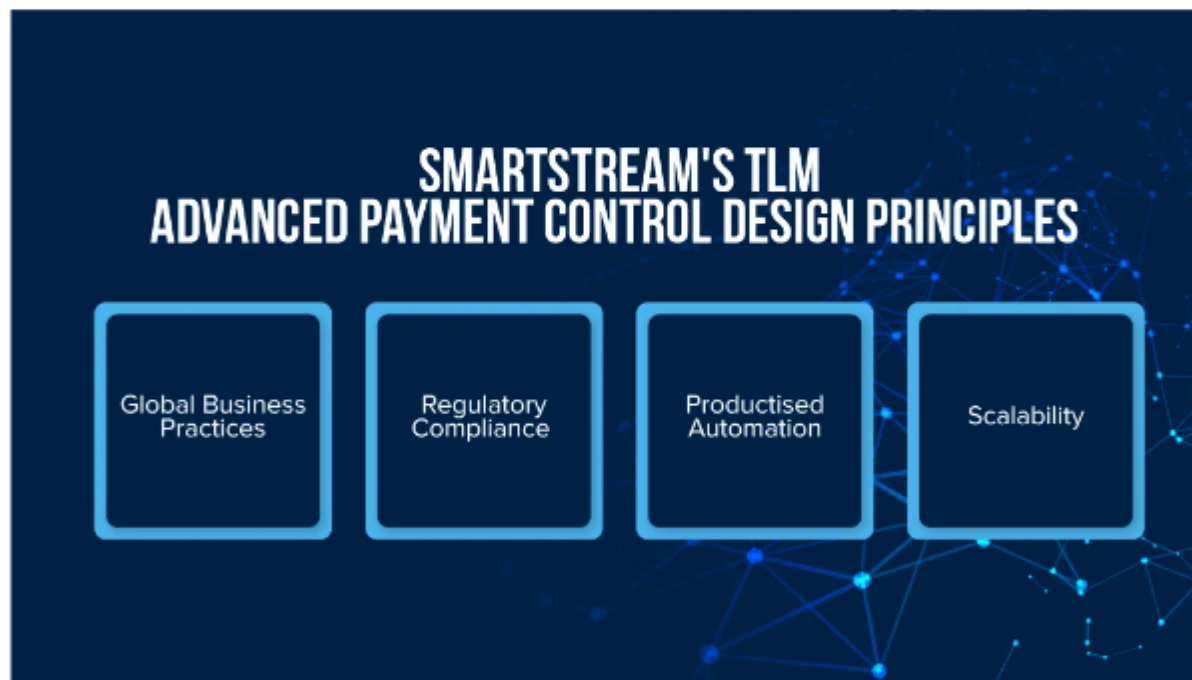 SMARTSTREAM'S TLM
ADVANCED PAYMENT CONTROL DESIGN PRINCIPLES
Global Business
Practices
Regulatory
Compliance
Productised
Automation
Scalability